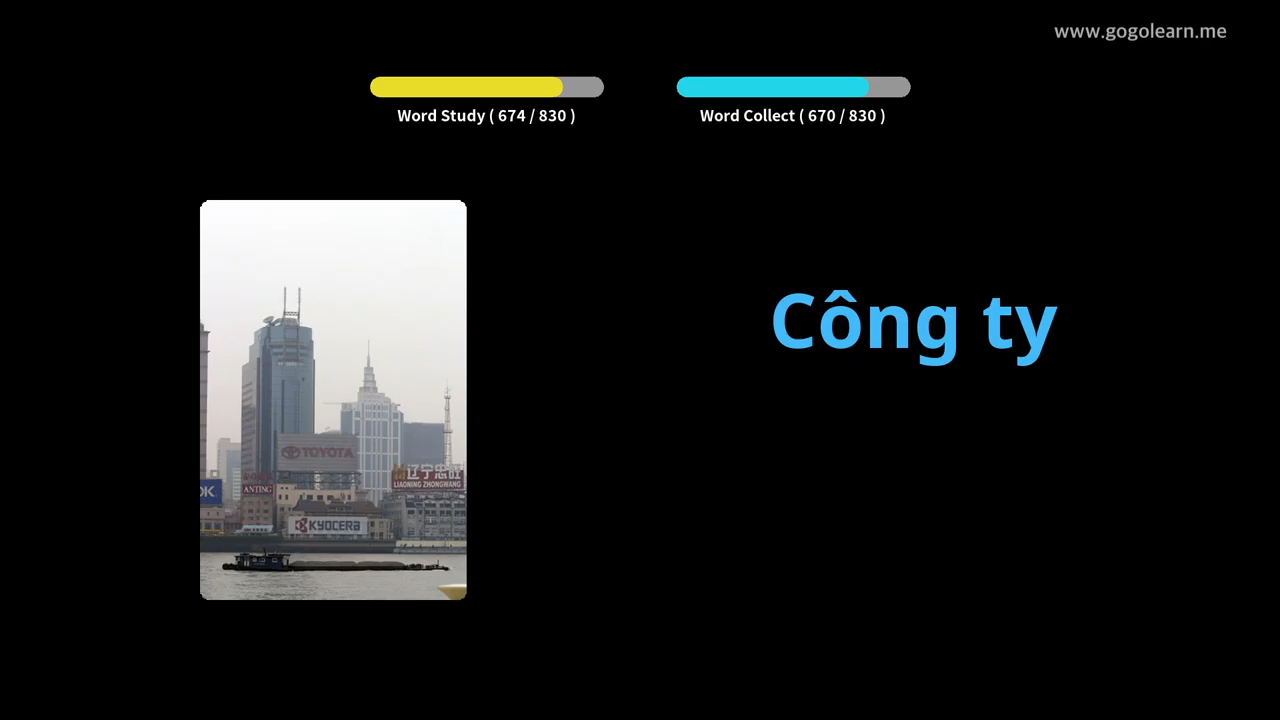 www.gogolearn.me
Word Study ( 674 / 830 )
Word Collect ( 670 / 830 )
Công ty
TOYOTA
辽宁忠旺
LIAONING ZHONGWANG
ANTING
KYOCERA